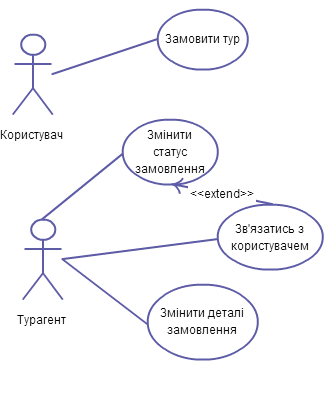 Замовити тур
Користувач
Змінити
статус
замовлення
<<extend>>
Зв'язатись з
користувачем
Турагент
Змінити деталі
замовлення